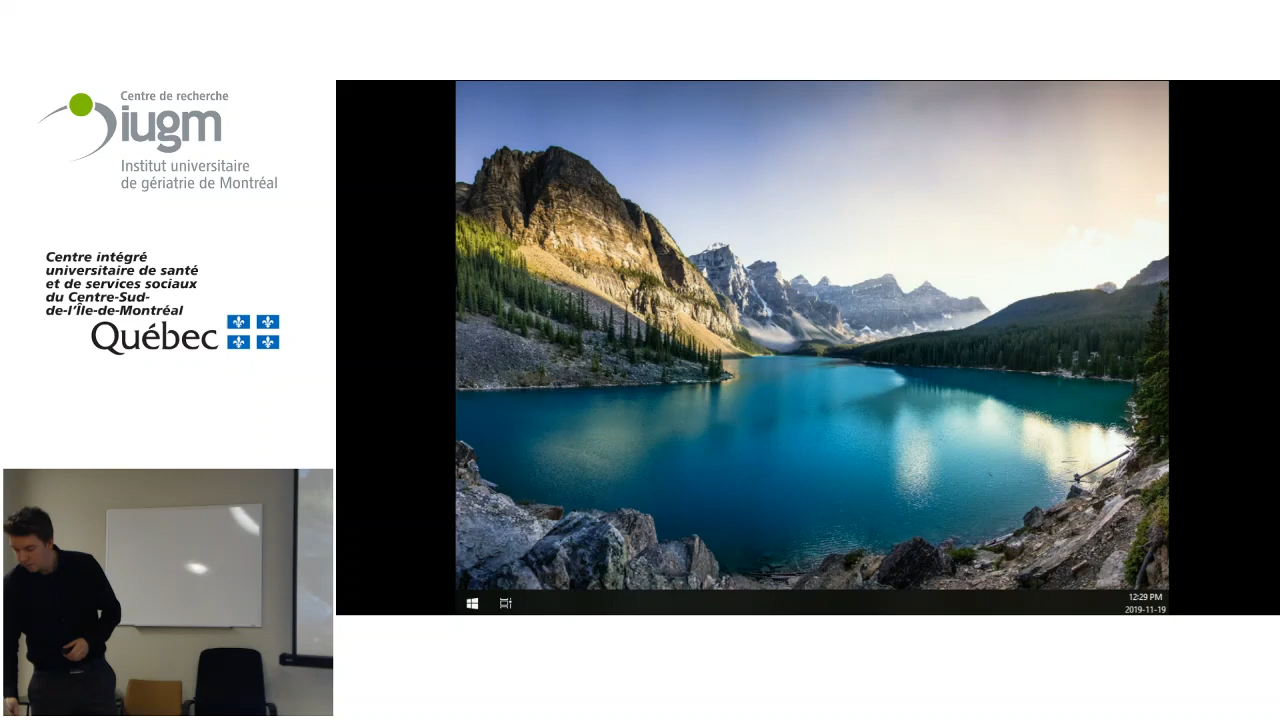 Centre de recherche
iugm
Institut universitaire
de gériatrie de Montréal
Centre intégré
universitaire de santé
et de services sociaux
du Centre-Sud-
de-l'Île-de-Montréal
Québec
12:29 PM
2019-11-19